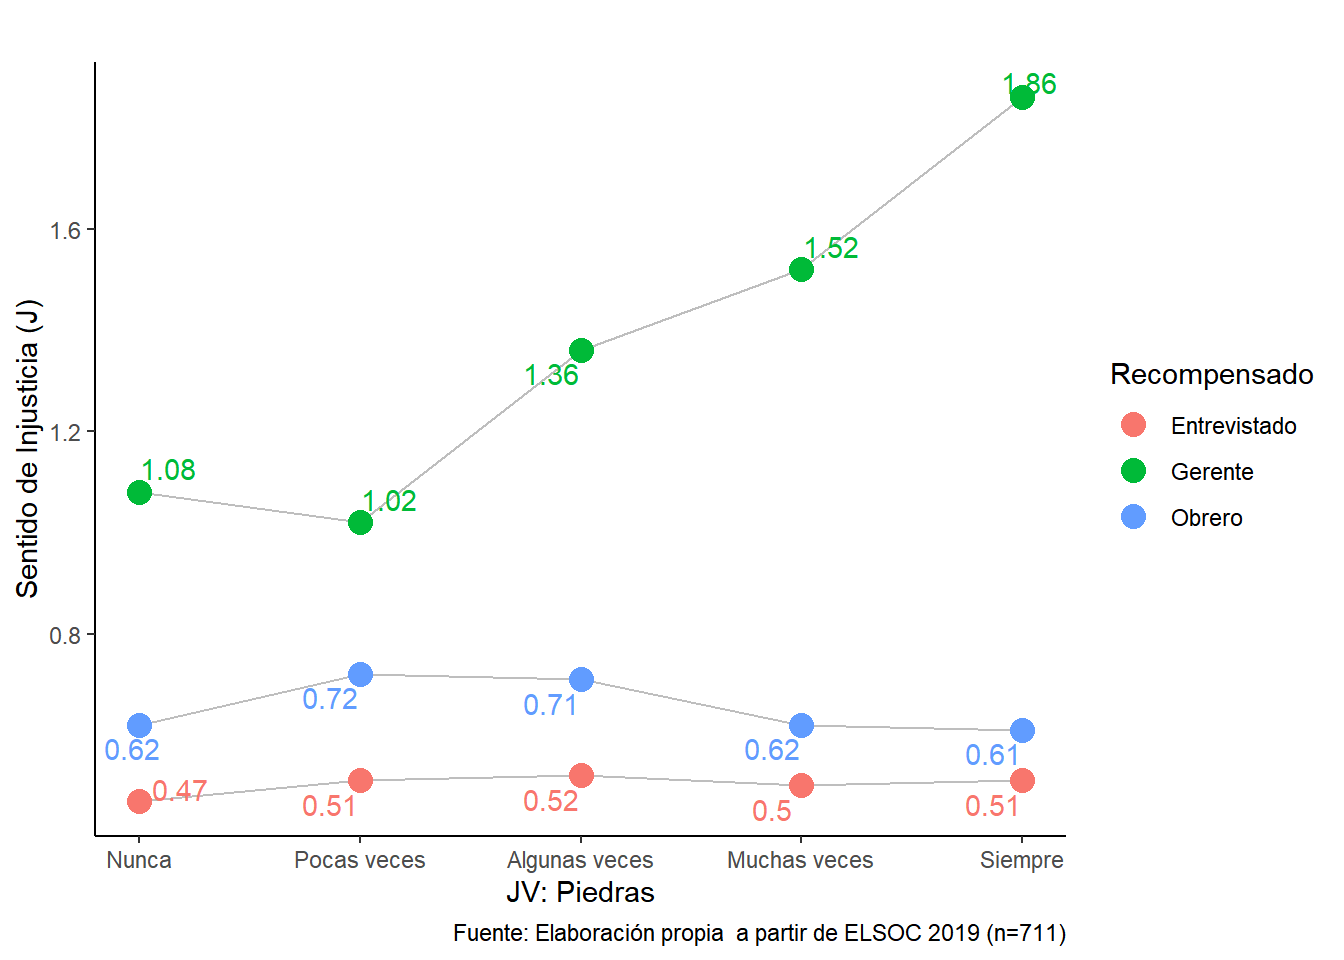 1.86
1.6
1.52
1.36
1.2
1.08
1.02
0.8
0.72
0.71
0.62
0.62
0.61
0.47
0.51
0.52
0.5
0.51
Sentido de Injusticia (J)
Nunca
Pocas veces
Algunas veces
Muchas veces
Siempre
JV: Piedras
Fuente: Elaboración propia  a partir de ELSOC 2019 (n=711)
Recompensado
Entrevistado
Gerente
Obrero